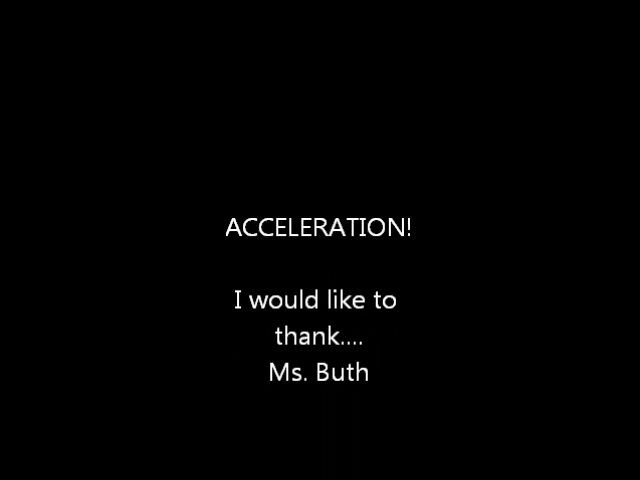 ACCELERATION!
I would like to
thank....
Ms. Buth